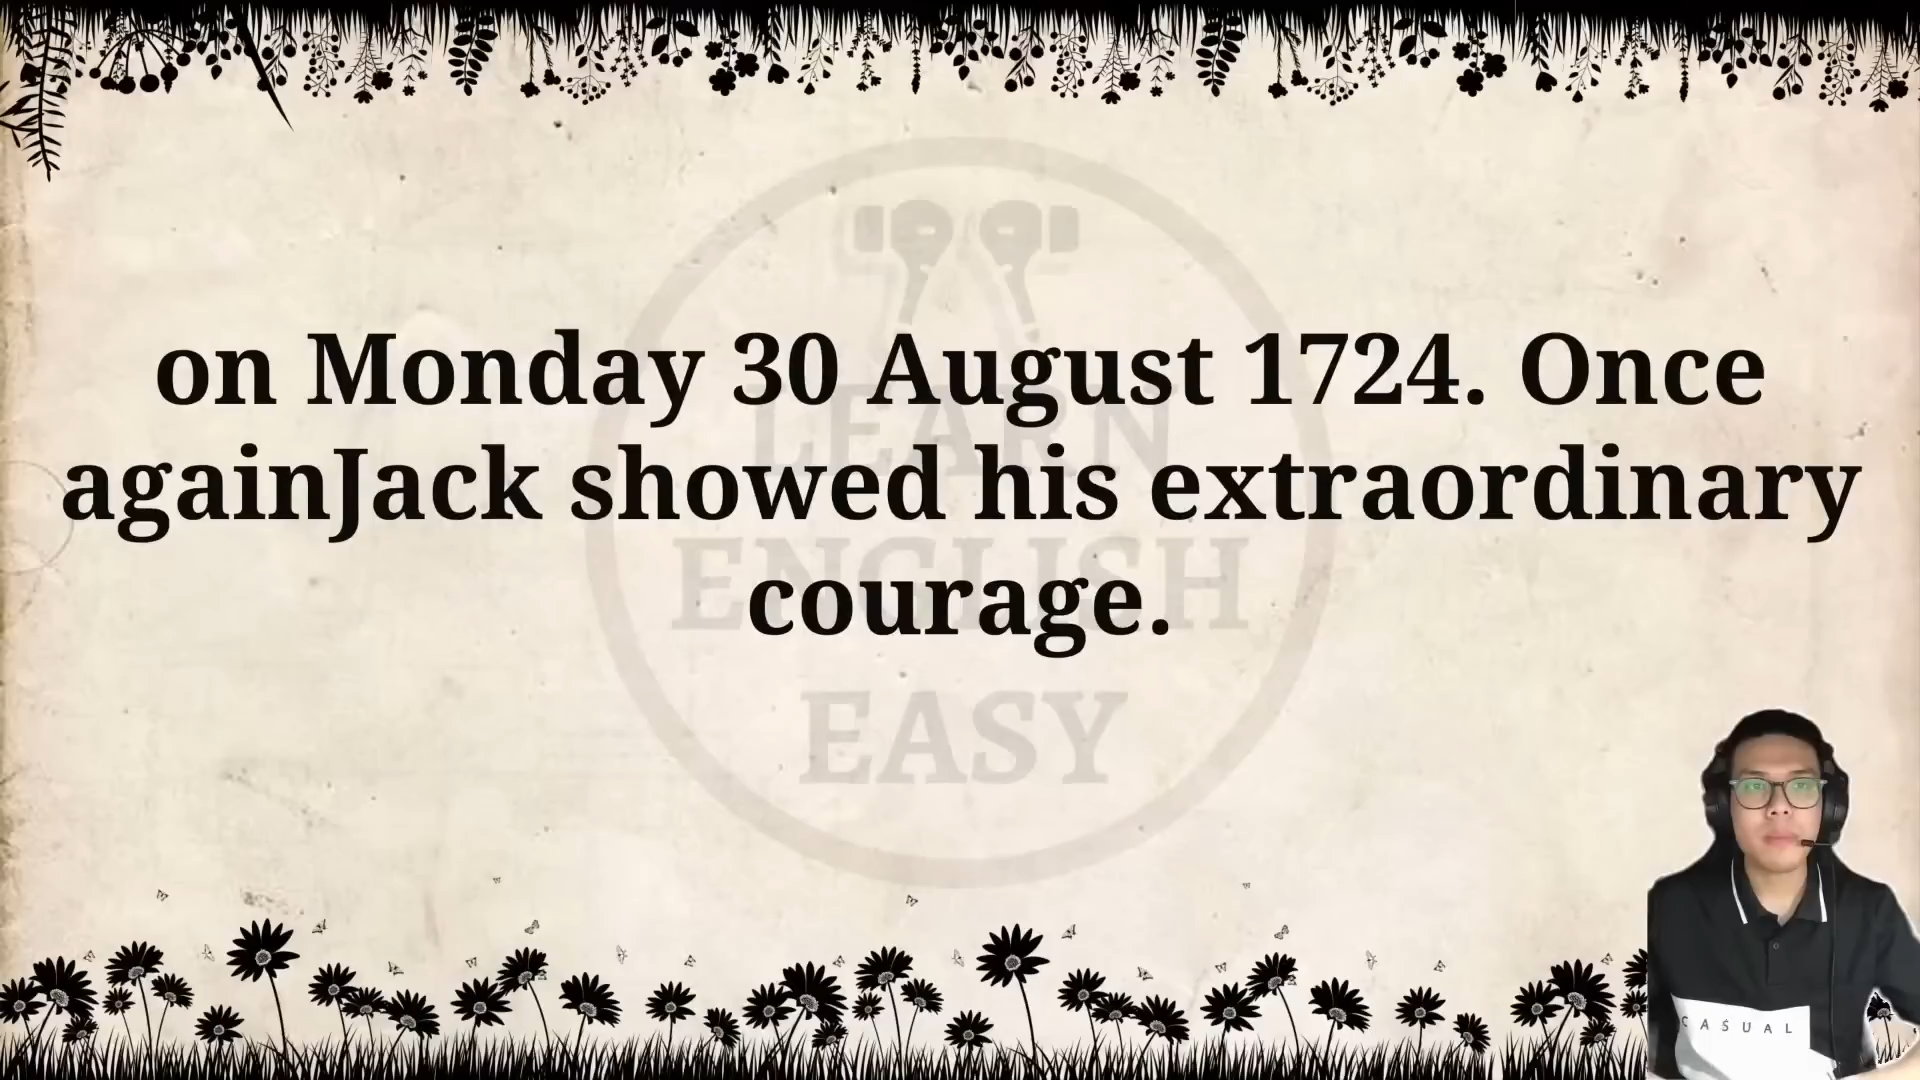 on Monday 30 August 1724. Once
againJack showed his extraordinary
courage.
LEARN
ENGLISH
EASY
CASUAL